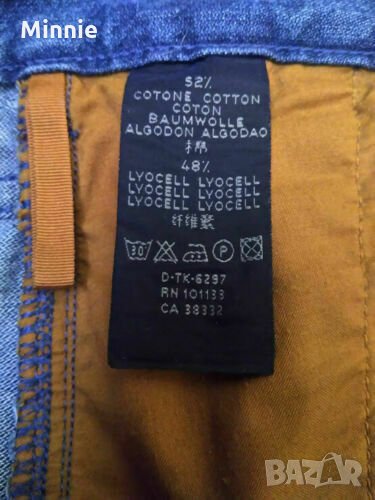 Minnie
52%
COTONE COTTON
COTON
BAUMWOLLE
ALGODON ALGODAO
棉
48%
LYOCELL LYOCELL
LYOCELL LYOCELL
LYOCELL LYOCELL
纤维素
30 P
D-TK-6297
RN 101133
CA 38332
BAZAR